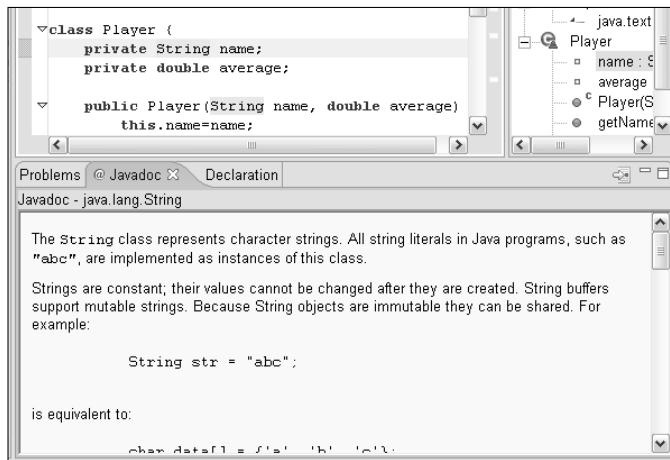 class Player {
private String name;
private double average;
public Player(String name, double average)
this.name=name;
java.text
Player
name : S
average
C Player(S
getName
Problems @ Javadoc Declaration
Javadoc - java.lang.String
The String class represents character strings. All string literals in Java programs, such as
"abc", are implemented as instances of this class.
Strings are constant; their values cannot be changed after they are created. String buffers
support mutable strings. Because String objects are immutable they can be shared. For
example:
String str = "abc";
is equivalent to:
char data[] = {'a', 'b', 'c'};